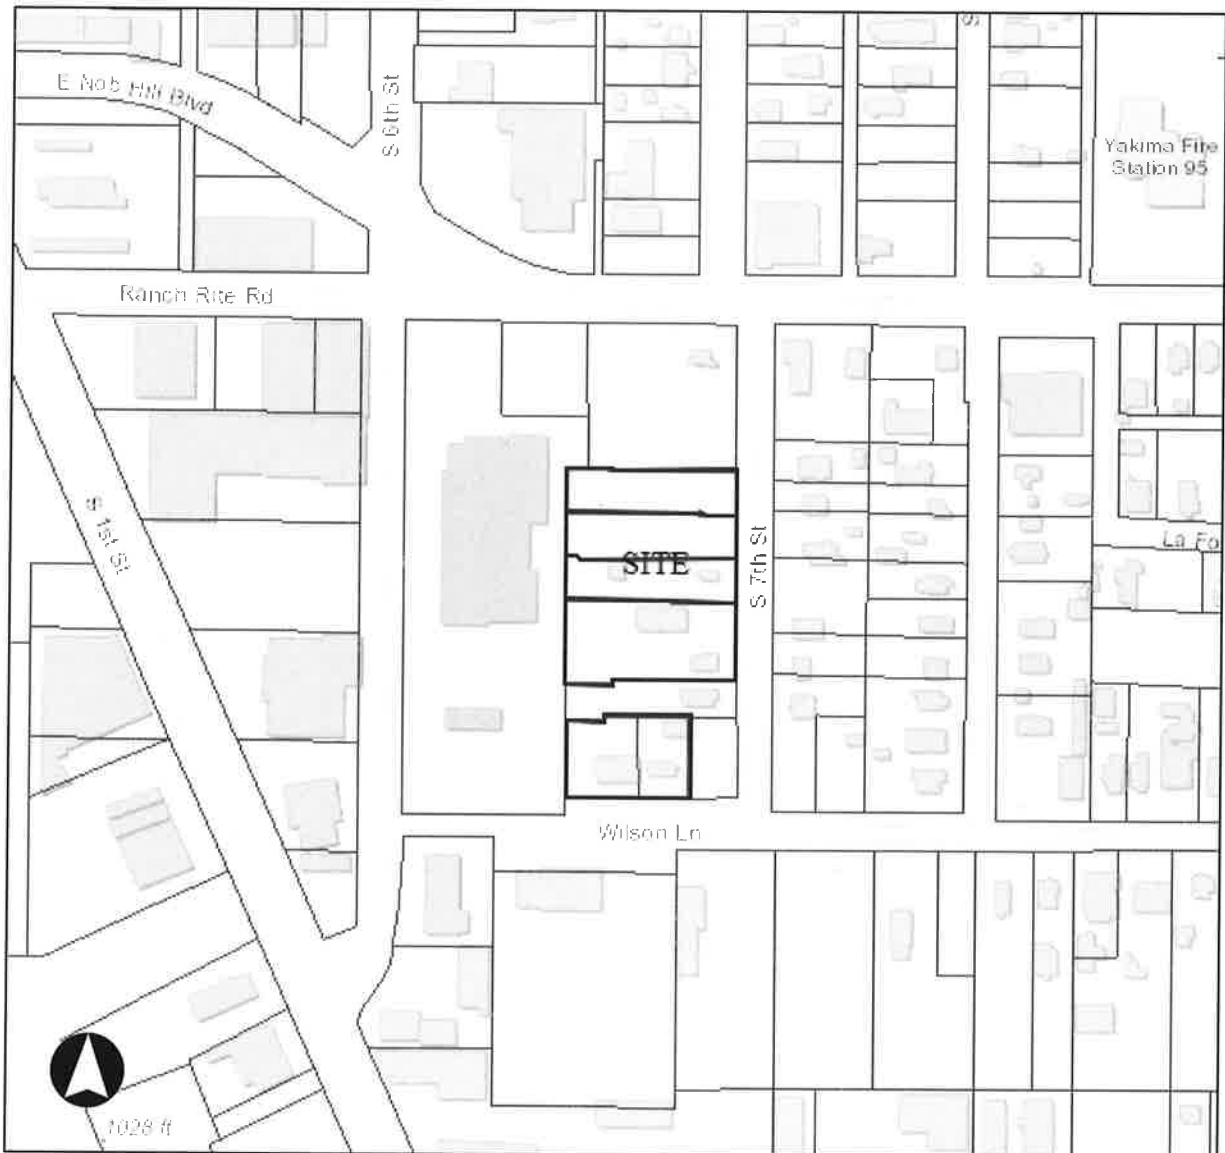 S
E Nob Hill Blvd
S 6th St
Yakima Fire
Station 95
Ranch Rite Rd
S 1st St
SITE
S 7th St
La Fo
Wilson Ln
1028 ft